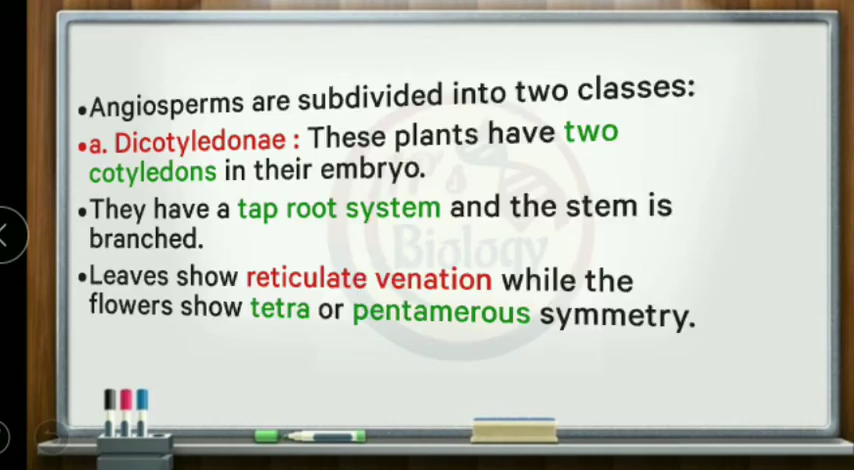 •Angiosperms are subdivided into two classes:
•a. Dicotyledonae : These plants have two
cotyledons in their embryo.
•They have a tap root system and the stem is
branched.
•Leaves show reticulate venation while the
flowers show tetra or pentamerous symmetry.
Biology